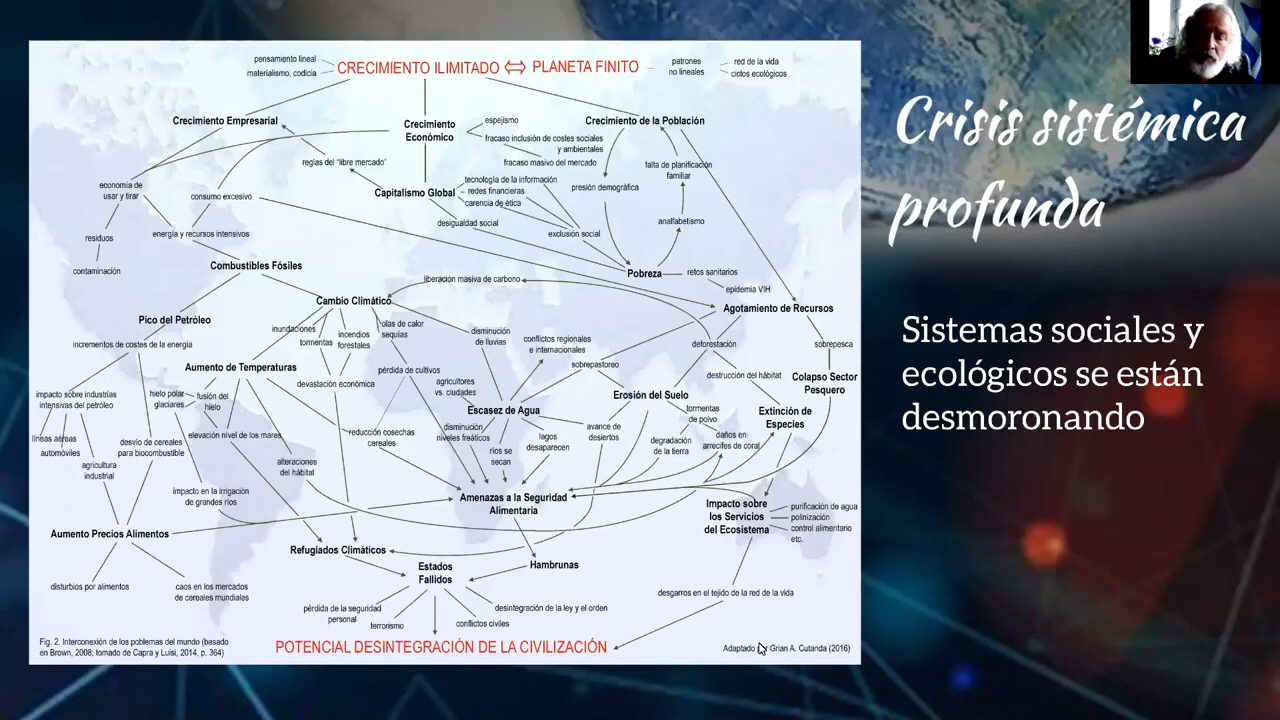 pensamiento lineal
materialismo, codicia
CRECIMIENTO ILIMITADO ⇔ PLANETA FINITO
patrones
no lineales
red de la vida
ciclos ecológicos
Crecimiento Empresarial
Crecimiento
Económico
espejismo
fracaso inclusión de costes sociales
y ambientales
fracaso masivo del mercado
Crecimiento de la Población
reglas del "libre mercado"
Capitalismo Global
tecnología de la información
redes financieras
carencia de ética
desigualdad social
exclusión social
presión demográfica
falta de planificación
familiar
analfabetismo
economía de
usar y tirar
consumo excesivo
residuos
energía y recursos intensivos
contaminación
Combustibles Fósiles
liberación masiva de carbono
Pobreza
retos sanitarios
epidemia VIH
Cambio Climático
Agotamiento de Recursos
Pico del Petróleo
incrementos de costes de la energía
inundaciones
tormentas
incendios
forestales
olas de calor
sequías
disminución
de lluvias
conflictos regionales
e internacionales
deforestación
sobrepesca
Aumento de Temperaturas
devastación económica
pérdida de cultivos
agricultores
vs. ciudades
sobrepastoreo
destrucción del hábitat
Colapso Sector
Pesquero
impacto sobre industrias
intensivas del petróleo
hielo polar
glaciares
fusión del
hielo
Escasez de Agua
Erosión del Suelo
tormentas
de polvo
Extinción de
Especies
líneas aéreas
automóviles
desvío de cereales
para biocombustible
elevación nivel de los mares
reducción cosechas
cereales
disminución
niveles freáticos
ríos se
secan
lagos
desaparecen
avance de
desiertos
degradación
de la tierra
daños en
arrecifes de coral
agricultura
industrial
alteraciones
del hábitat
impacto en la irrigación
de grandes ríos
Amenazas a la Seguridad
Alimentaria
Impacto sobre
los Servicios
del Ecosistema
purificación de agua
polinización
control alimentario
etc.
Aumento Precios Alimentos
Refugiados Climáticos
Estados
Fallidos
Hambrunas
disturbios por alimentos
caos en los mercados
de cereales mundiales
pérdida de la seguridad
personal
terrorismo
conflictos civiles
desintegración de la ley y el orden
desgarros en el tejido de la red de la vida
POTENCIAL DESINTEGRACIÓN DE LA CIVILIZACIÓN
Fig. 2. Interconexión de los poblemas del mundo (basado
en Brown, 2008; tomado de Capra y Luisi, 2014, p. 364)
Adaptado Grian A. Cutanda (2016)
Crisis sistémica
profunda
Sistemas sociales y
ecológicos se están
desmoronando